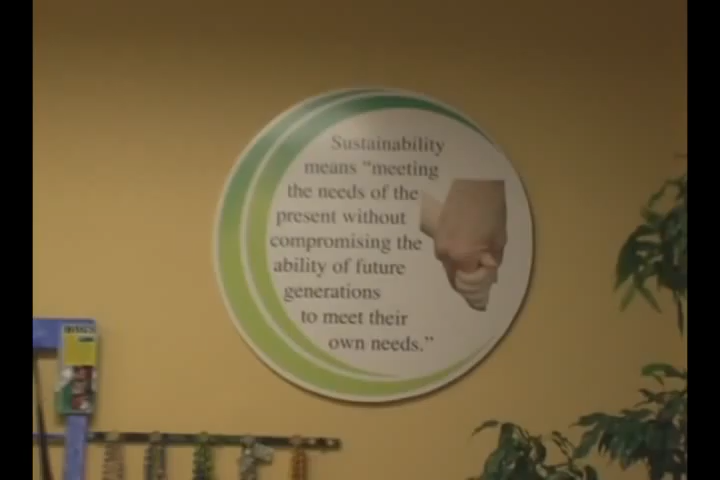 Sustainability
means "meeting
the needs of the
present without
compromising the
ability of future
generations
to meet their
own needs."